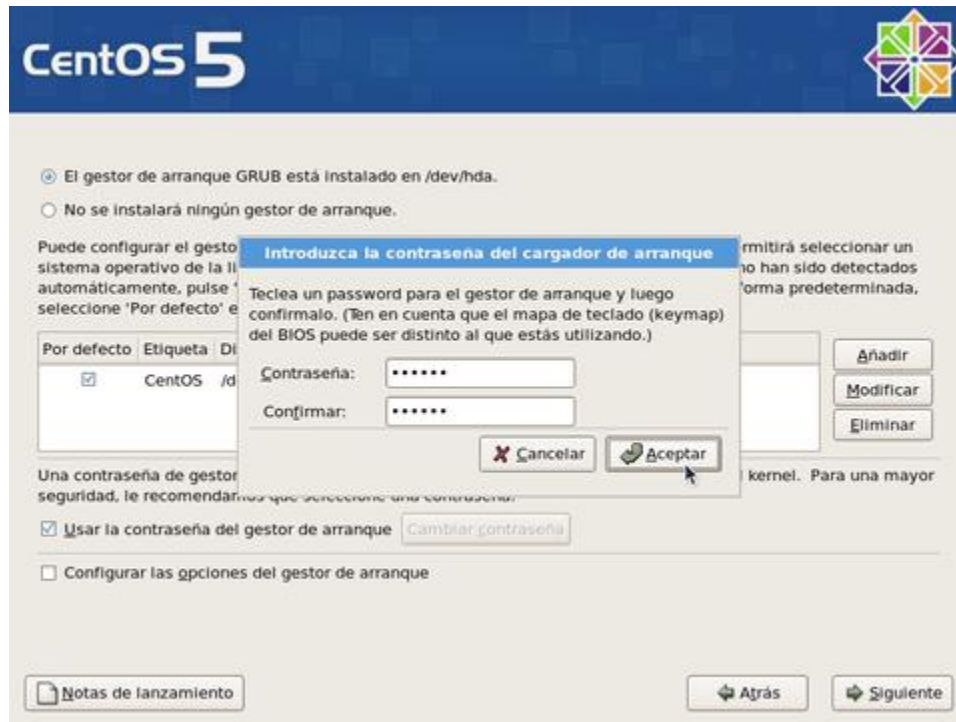 CentOS 5
El gestor de arranque GRUB está instalado en /dev/hda.
No se instalará ningún gestor de arranque.
Puede configurar el gesto rmitirá seleccionar un
sistema operativo de la li no han sido detectados
automáticamente, pulse ' forma predeterminada,
seleccione 'Por defecto' e
Introduzca la contraseña del cargador de arranque
Teclea un password para el gestor de arranque y luego
confirmalo. (Ten en cuenta que el mapa de teclado (keymap)
del BIOS puede ser distinto al que estás utilizando.)
Contraseña: ••••••
Confirmar: ••••••
Cancelar Aceptar
Por defecto Etiqueta Di
CentOS /d
Añadir
Modificar
Eliminar
Una contraseña de gestor kernel. Para una mayor
seguridad, le recomendamos que seleccione una contraseña.
Usar la contraseña del gestor de arranque Cambiar contraseña
Configurar las opciones del gestor de arranque
Notas de lanzamiento Atrás Siguiente